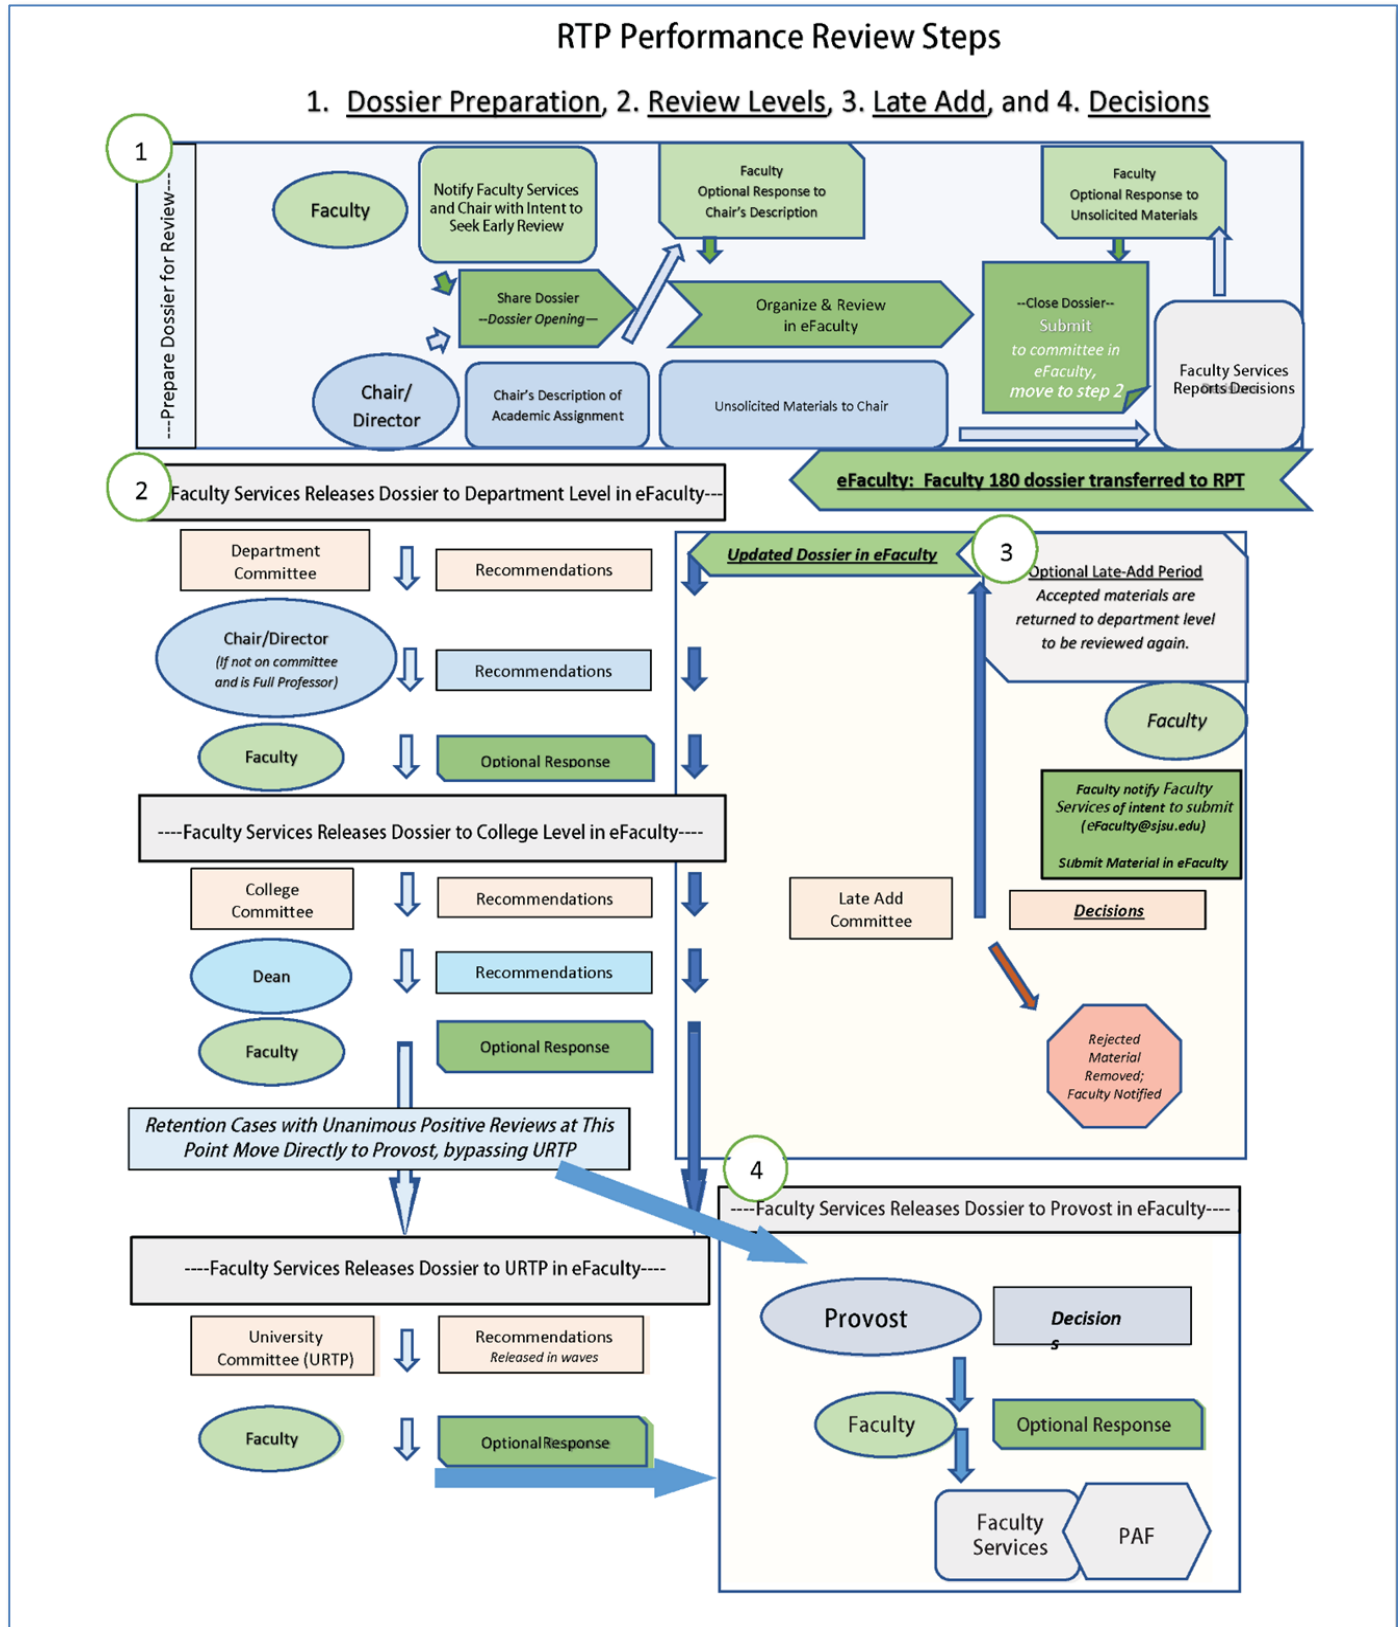 RTP Performance Review Steps
1. Dossier Preparation, 2. Review Levels, 3. Late Add, and 4. Decisions
1
---Prepare Dossier for Review----
Faculty
Notify Faculty Services
and Chair with Intent to
Seek Early Review
Faculty
Optional Response to
Chair's Description
Faculty
Optional Response to
Unsolicited Materials
Share Dossier
--Dossier Opening—
Organize & Review
in eFaculty
--Close Dossier--
Submit
to committee in
eFaculty,
move to step 2
Chair/
Director
Chair's Description of
Academic Assignment
Unsolicited Materials to Chair
Faculty Services
Reports Decisions
eFaculty:  Faculty 180 dossier transferred to RPT
2
Faculty Services Releases Dossier to Department Level in eFaculty---
Department
Committee
Recommendations
Chair/Director
(If not on committee
and is Full Professor)
Recommendations
Faculty
Optional Response
----Faculty Services Releases Dossier to College Level in eFaculty----
College
Committee
Recommendations
Dean
Recommendations
Faculty
Optional Response
Retention Cases with Unanimous Positive Reviews at This
Point Move Directly to Provost, bypassing URTP
----Faculty Services Releases Dossier to URTP in eFaculty----
University
Committee (URTP)
Recommendations
Released in waves
Faculty
OptionalResponse
Updated Dossier in eFaculty
3
Optional Late-Add Period
Accepted materials are
returned to department level
to be reviewed again.
Faculty
Faculty notify Faculty
Services of intent to submit
(eFaculty@sjsu.edu)
Submit Material in eFaculty
Late Add
Committee
Decisions
Rejected
Material
Removed;
Faculty Notified
4
----Faculty Services Releases Dossier to Provost in eFaculty----
Provost
Decision
s
Faculty
Optional Response
Faculty
Services
PAF